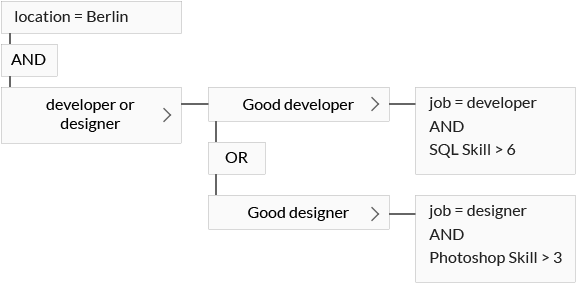 location = Berlin
AND
developer or
designer
Good developer
OR
Good designer
job = developer
AND
SQL Skill > 6
job = designer
AND
Photoshop Skill > 3